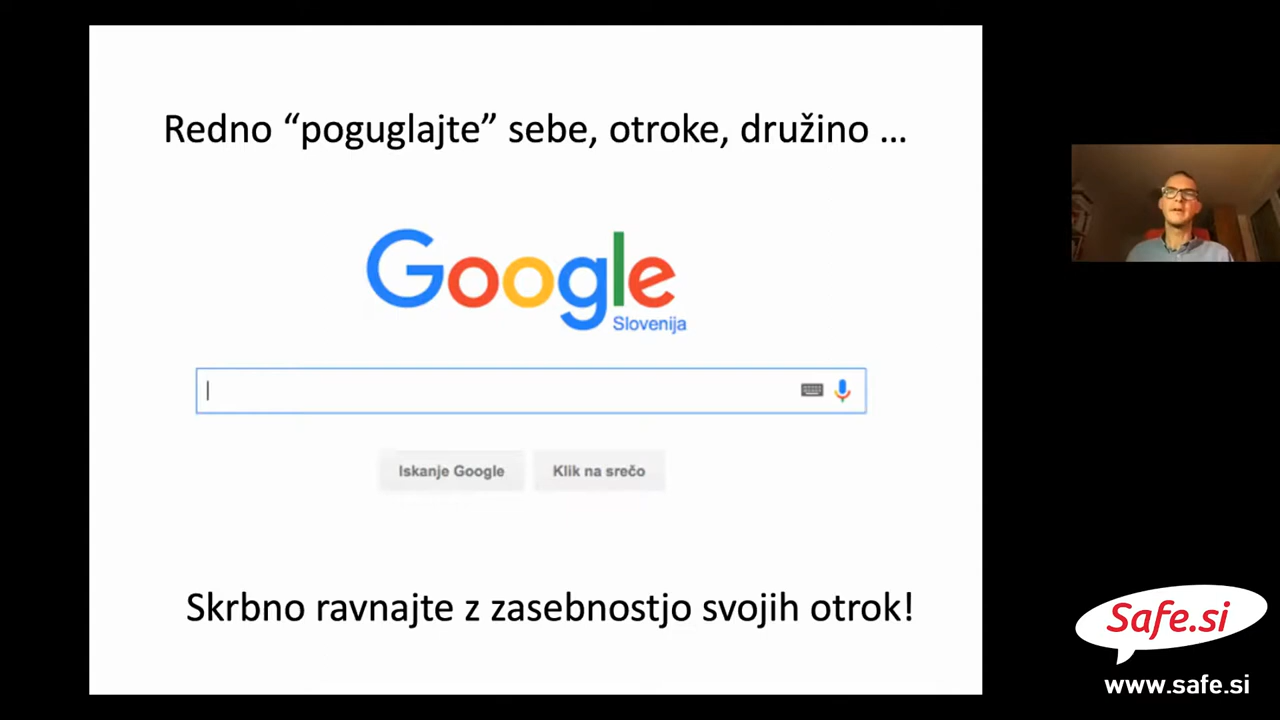 Redno “poguglajte” sebe, otroke, družino ...
Google
Slovenija
Iskanje Google
Klik na srečo
Skrbno ravnajte z zasebnostjo svojih otrok!
Safe.si
www.safe.si